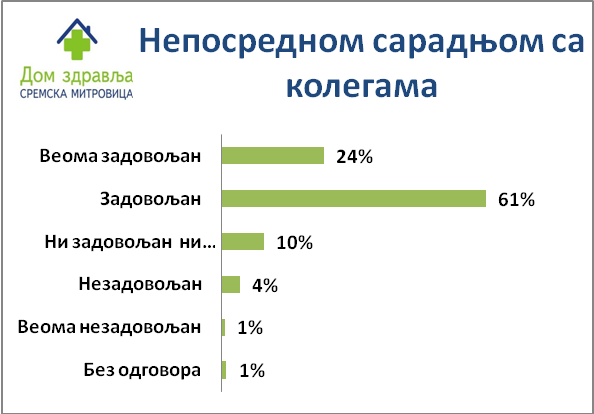 Непосредном сарадњом са
колегама
Дом здравља
СРЕМСКА МИТРОВИЦА
Веома задовољан 24%
Задовољан 61%
Ни задовољан ни... 10%
Незадовољан 4%
Веома незадовољан 1%
Без одговора 1%